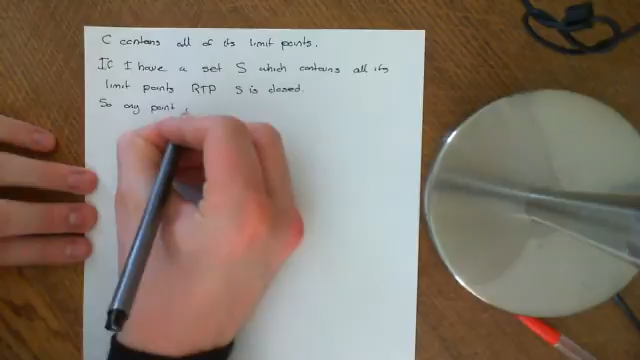 C contains all of its limit points.
If I have a set S which contains all its
limit points RTP S is closed.
So any point